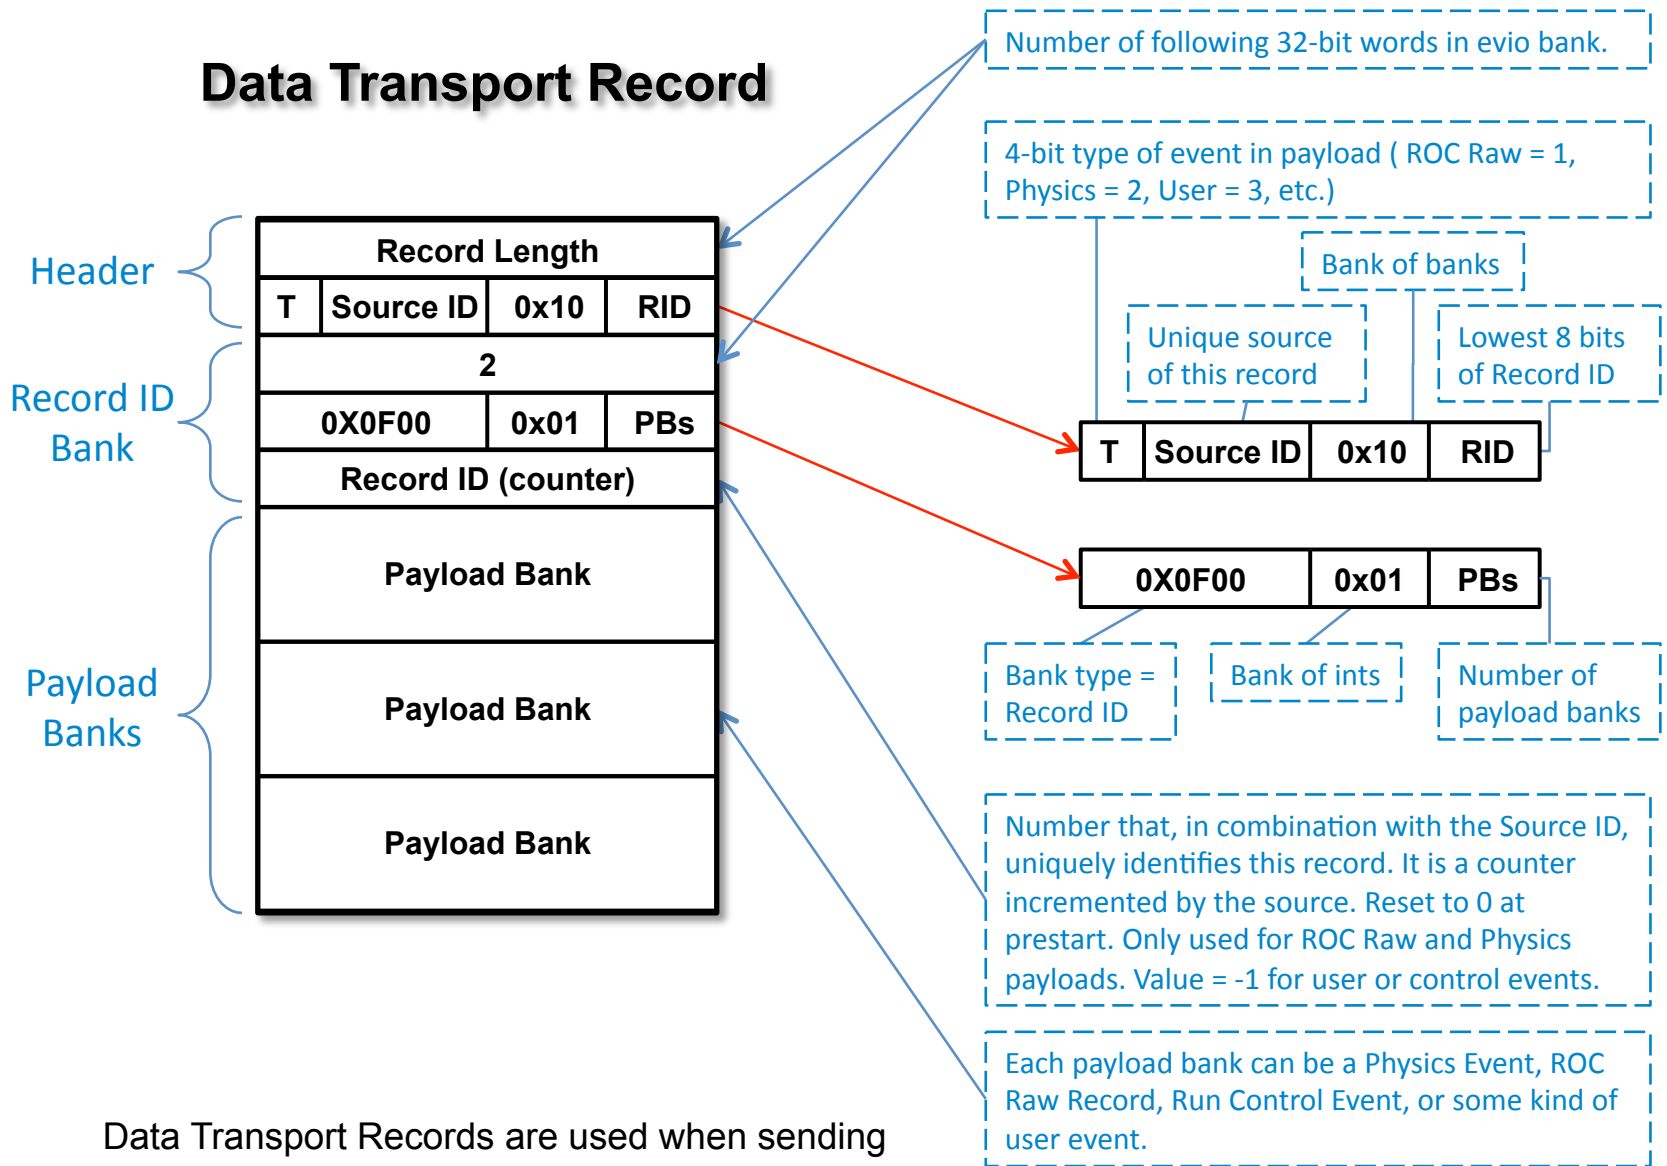 Data Transport Record
Header
Record ID
Bank
Payload
Banks
Record Length
T Source ID 0x10 RID
2
0X0F00 0x01 PBs
Record ID (counter)
Payload Bank
Payload Bank
Payload Bank
Data Transport Records are used when sending
Number of following 32-bit words in evio bank.
4-bit type of event in payload ( ROC Raw = 1,
Physics = 2, User = 3, etc.)
Bank of banks
Unique source
of this record
Lowest 8 bits
of Record ID
T Source ID 0x10 RID
0X0F00 0x01 PBs
Bank type =
Record ID
Bank of ints
Number of
payload banks
Number that, in combination with the Source ID,
uniquely identifies this record. It is a counter
incremented by the source. Reset to 0 at
prestart. Only used for ROC Raw and Physics
payloads. Value = -1 for user or control events.
Each payload bank can be a Physics Event, ROC
Raw Record, Run Control Event, or some kind of
user event.